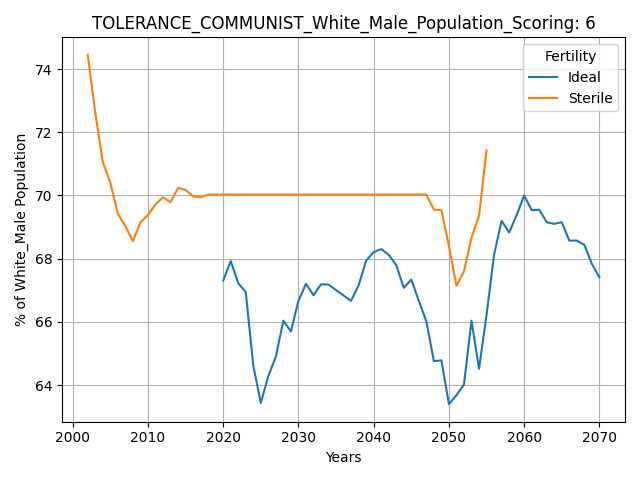 TOLERANCE_COMMUNIST_White_Male_Population_Scoring: 6
Fertility
Ideal
Sterile
% of White_Male Population
74
72
70
68
66
64
2000 2010 2020 2030 2040 2050 2060 2070
Years